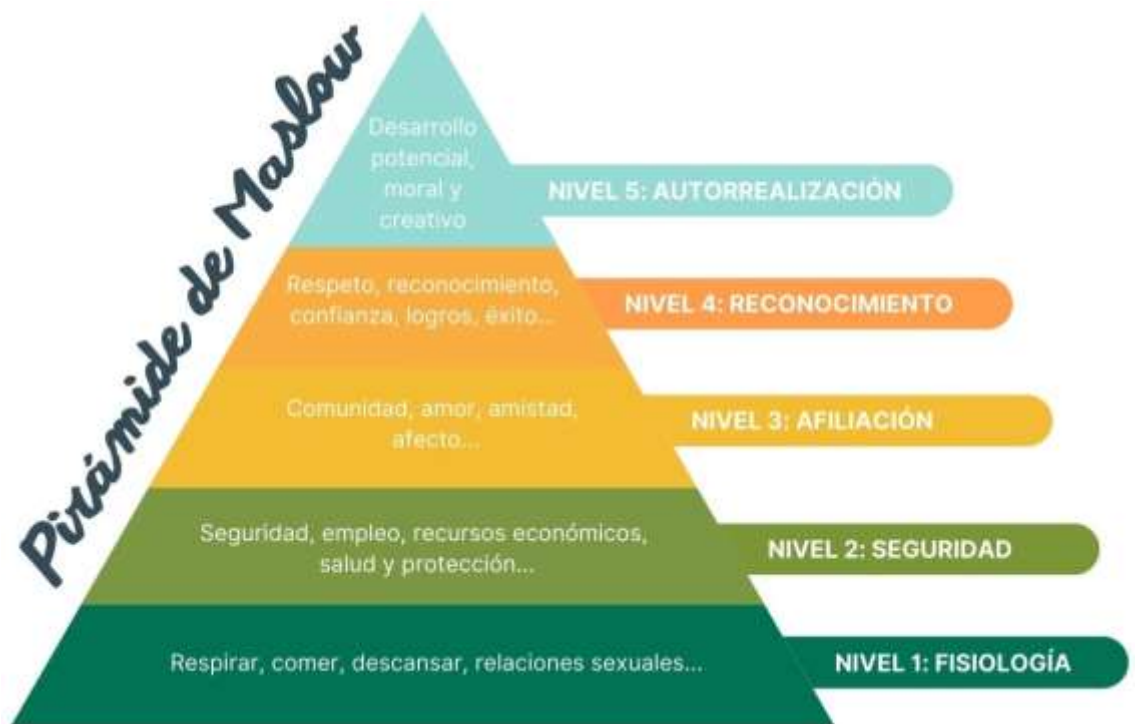 Pirámide de Maslow
Desarrollo
potencial,
moral y
creativo
NIVEL 5: AUTORREALIZACIÓN
Respeto, reconocimiento,
confianza, logros, éxito...
NIVEL 4: RECONOCIMIENTO
Comunidad, amor, amistad,
afecto...
NIVEL 3: AFILIACIÓN
Seguridad, empleo, recursos económicos,
salud y protección...
NIVEL 2: SEGURIDAD
Respirar, comer, descansar, relaciones sexuales...
NIVEL 1: FISIOLOGÍA